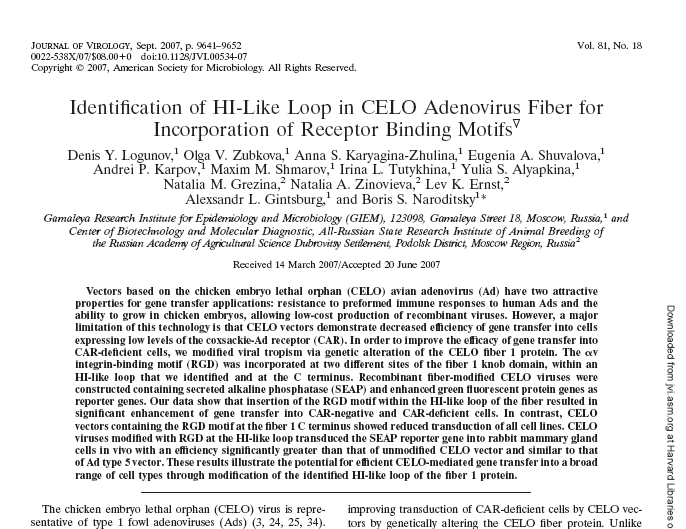 JOURNAL OF VIROLOGY, Sept. 2007, p. 9641–9652
Vol. 81, No. 18
0022-538X/07/$08.00+0 doi:10.1128/JVI.00534-07
Copyright © 2007, American Society for Microbiology. All Rights Reserved.
Identification of HI-Like Loop in CELO Adenovirus Fiber for
Incorporation of Receptor Binding Motifs∇
Denis Y. Logunov,¹ Olga V. Zubkova,¹ Anna S. Karyagina-Zhulina,¹ Eugenia A. Shuvalova,¹
Andrei P. Karpov,¹ Maxim M. Shmarov,¹ Irina L. Tutykhina,¹ Yulia S. Alyapkina,¹
Natalia M. Grezina,² Natalia A. Zinovieva,² Lev K. Ernst,²
Alexsandr L. Gintsburg,¹ and Boris S. Naroditsky¹*
Gamaleya Research Institute for Epidemiology and Microbiology (GIEM), 123098, Gamaleya Street 18, Moscow, Russia,¹ and
Center of Biotechnology and Molecular Diagnostic, All-Russian State Research Institute of Animal Breeding of
the Russian Academy of Agricultural Science Dubrovitsy Settlement, Podolsk District, Moscow Region, Russia²
Received 14 March 2007/Accepted 20 June 2007
Vectors based on the chicken embryo lethal orphan (CELO) avian adenovirus (Ad) have two attractive
properties for gene transfer applications: resistance to preformed immune responses to human Ads and the
ability to grow in chicken embryos, allowing low-cost production of recombinant viruses. However, a major
limitation of this technology is that CELO vectors demonstrate decreased efficiency of gene transfer into cells
expressing low levels of the coxsackie-Ad receptor (CAR). In order to improve the efficacy of gene transfer into
CAR-deficient cells, we modified viral tropism via genetic alteration of the CELO fiber 1 protein. The αv
integrin-binding motif (RGD) was incorporated at two different sites of the fiber 1 knob domain, within an
HI-like loop that we identified and at the C terminus. Recombinant fiber-modified CELO viruses were
constructed containing secreted alkaline phosphatase (SEAP) and enhanced green fluorescent protein genes as
reporter genes. Our data show that insertion of the RGD motif within the HI-like loop of the fiber resulted in
significant enhancement of gene transfer into CAR-negative and CAR-deficient cells. In contrast, CELO
vectors containing the RGD motif at the fiber 1 C terminus showed reduced transduction of all cell lines. CELO
viruses modified with RGD at the HI-like loop transduced the SEAP reporter gene into rabbit mammary gland
cells in vivo with an efficiency significantly greater than that of unmodified CELO vector and similar to that
of Ad type 5 vector. These results illustrate the potential for efficient CELO-mediated gene transfer into a broad
range of cell types through modification of the identified HI-like loop of the fiber 1 protein.
The chicken embryo lethal orphan (CELO) virus is repre-
sentative of type 1 fowl adenoviruses (Ads) (3, 24, 25, 34).
improving transduction of CAR-deficient cells by CELO vec-
tors by genetically altering the CELO fiber protein. Unlike
Downloaded from jvi.asm.org at Harvard Libraries o